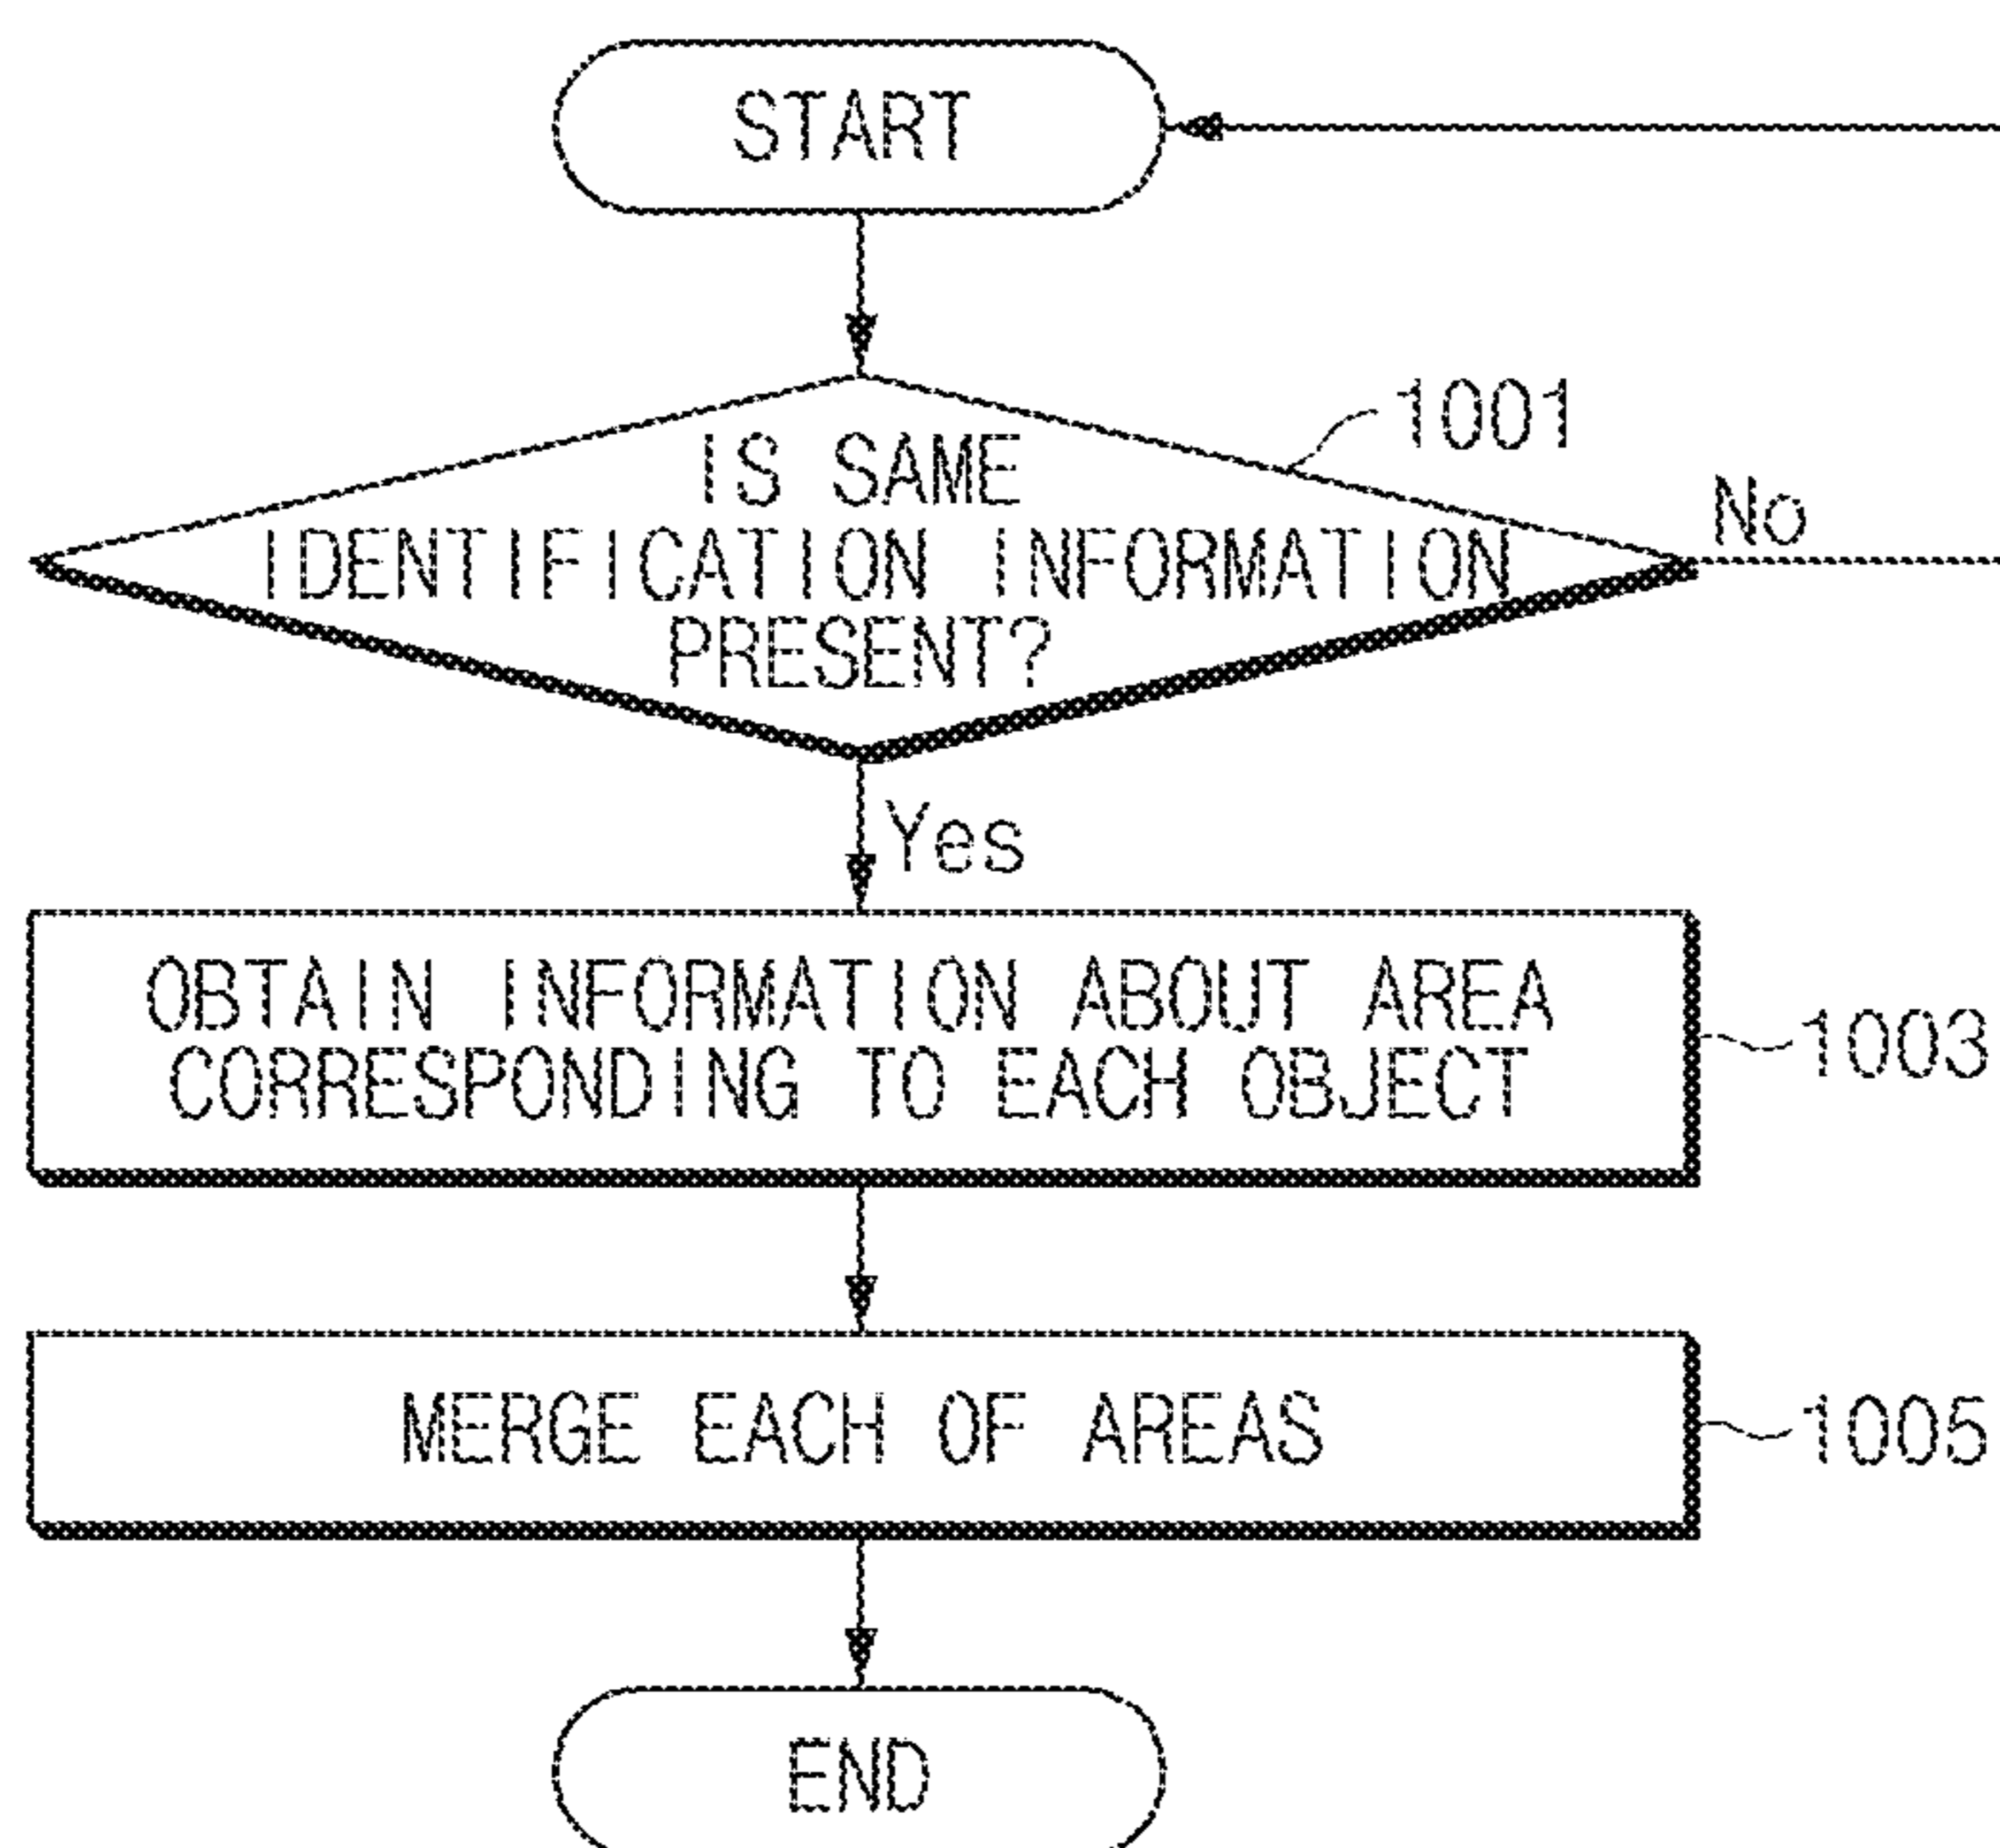 START
1001
IS SAME
IDENTIFICATION INFORMATION
PRESENT?
No
Yes
OBTAIN INFORMATION ABOUT AREA
CORRESPONDING TO EACH OBJECT
1003
MERGE EACH OF AREAS
1005
END